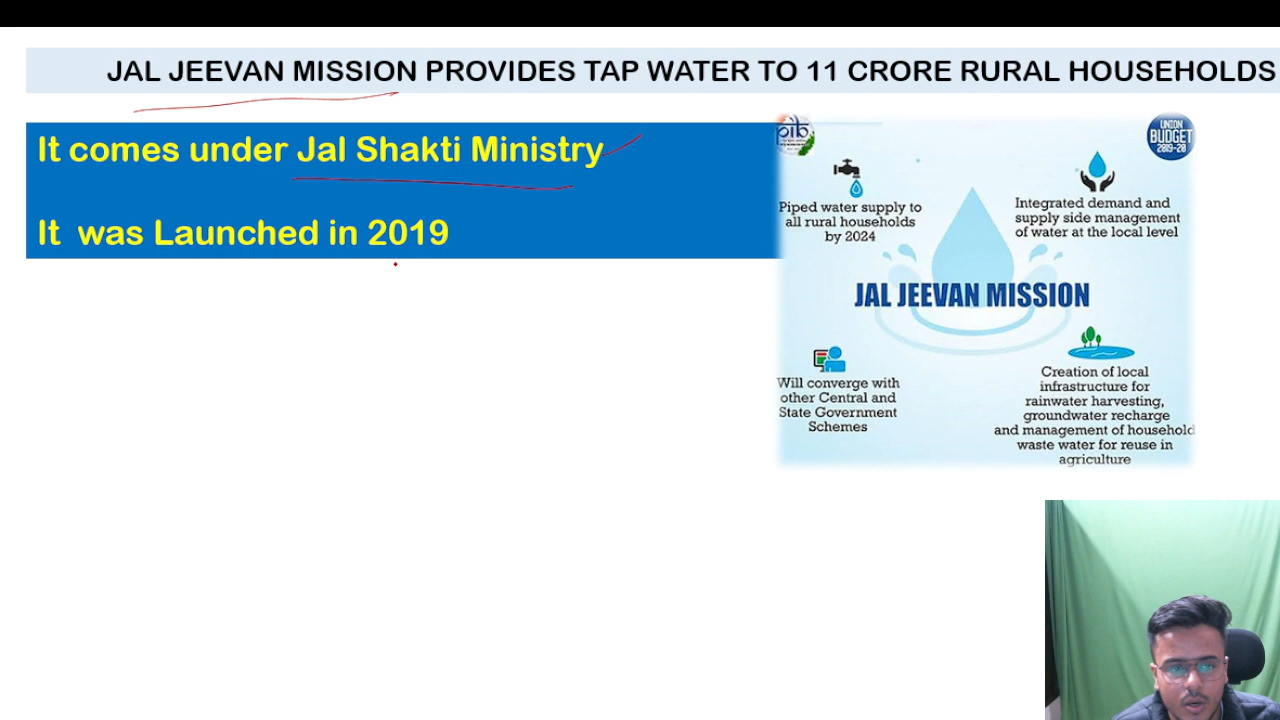 JAL JEEVAN MISSION PROVIDES TAP WATER TO 11 CRORE RURAL HOUSEHOLDS
It comes under Jal Shakti Ministry
It was Launched in 2019
pib
UNION
BUDGET
2019-20
Piped water supply to
all rural households
by 2024
Integrated demand and
supply side management
of water at the local level
JAL JEEVAN MISSION
Will converge with
other Central and
State Government
Schemes
Creation of local
infrastructure for
rainwater harvesting,
groundwater recharge
and management of household
waste water for reuse in
agriculture